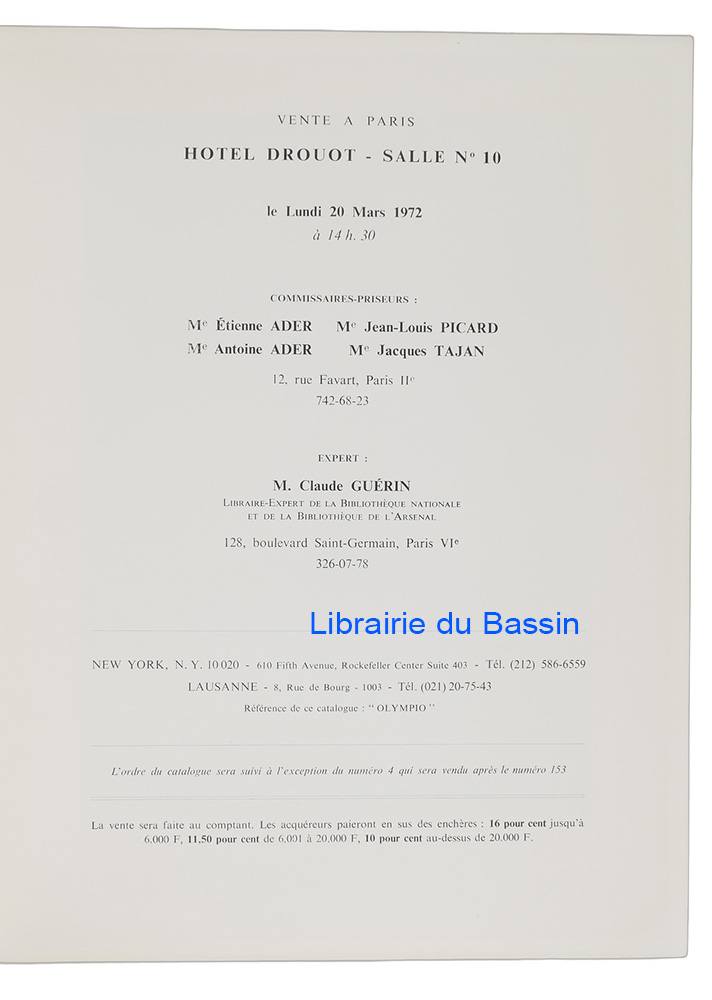 VENTE A PARIS
HOTEL DROUOT - SALLE Nº 10
le Lundi 20 Mars 1972
à 14 h. 30
COMMISSAIRES-PRISEURS :
Mᵉ Étienne ADER Mᵉ Jean-Louis PICARD
Mᵉ Antoine ADER Mᵉ Jacques TAJAN
12, rue Favart, Paris IIᵉ
742-68-23
EXPERT :
M. Claude GUÉRIN
LIBRAIRE-EXPERT DE LA BIBLIOTHÈQUE NATIONALE
ET DE LA BIBLIOTHÈQUE DE L'ARSENAL
128, boulevard Saint-Germain, Paris VIᵉ
326-07-78
Librairie du Bassin
NEW YORK, N. Y. 10020 - 610 Fifth Avenue, Rockefeller Center Suite 403 - Tél. (212) 586-6559
LAUSANNE - 8, Rue de Bourg - 1003 - Tél. (021) 20-75-43
Référence de ce catalogue : " OLYMPIO "
L'ordre du catalogue sera suivi à l'exception du numéro 4 qui sera vendu après le numéro 153
La vente sera faite au comptant. Les acquéreurs paieront en sus des enchères : 16 pour cent jusqu'à
6.000 F, 11,50 pour cent de 6.001 à 20.000 F, 10 pour cent au-dessus de 20.000 F.